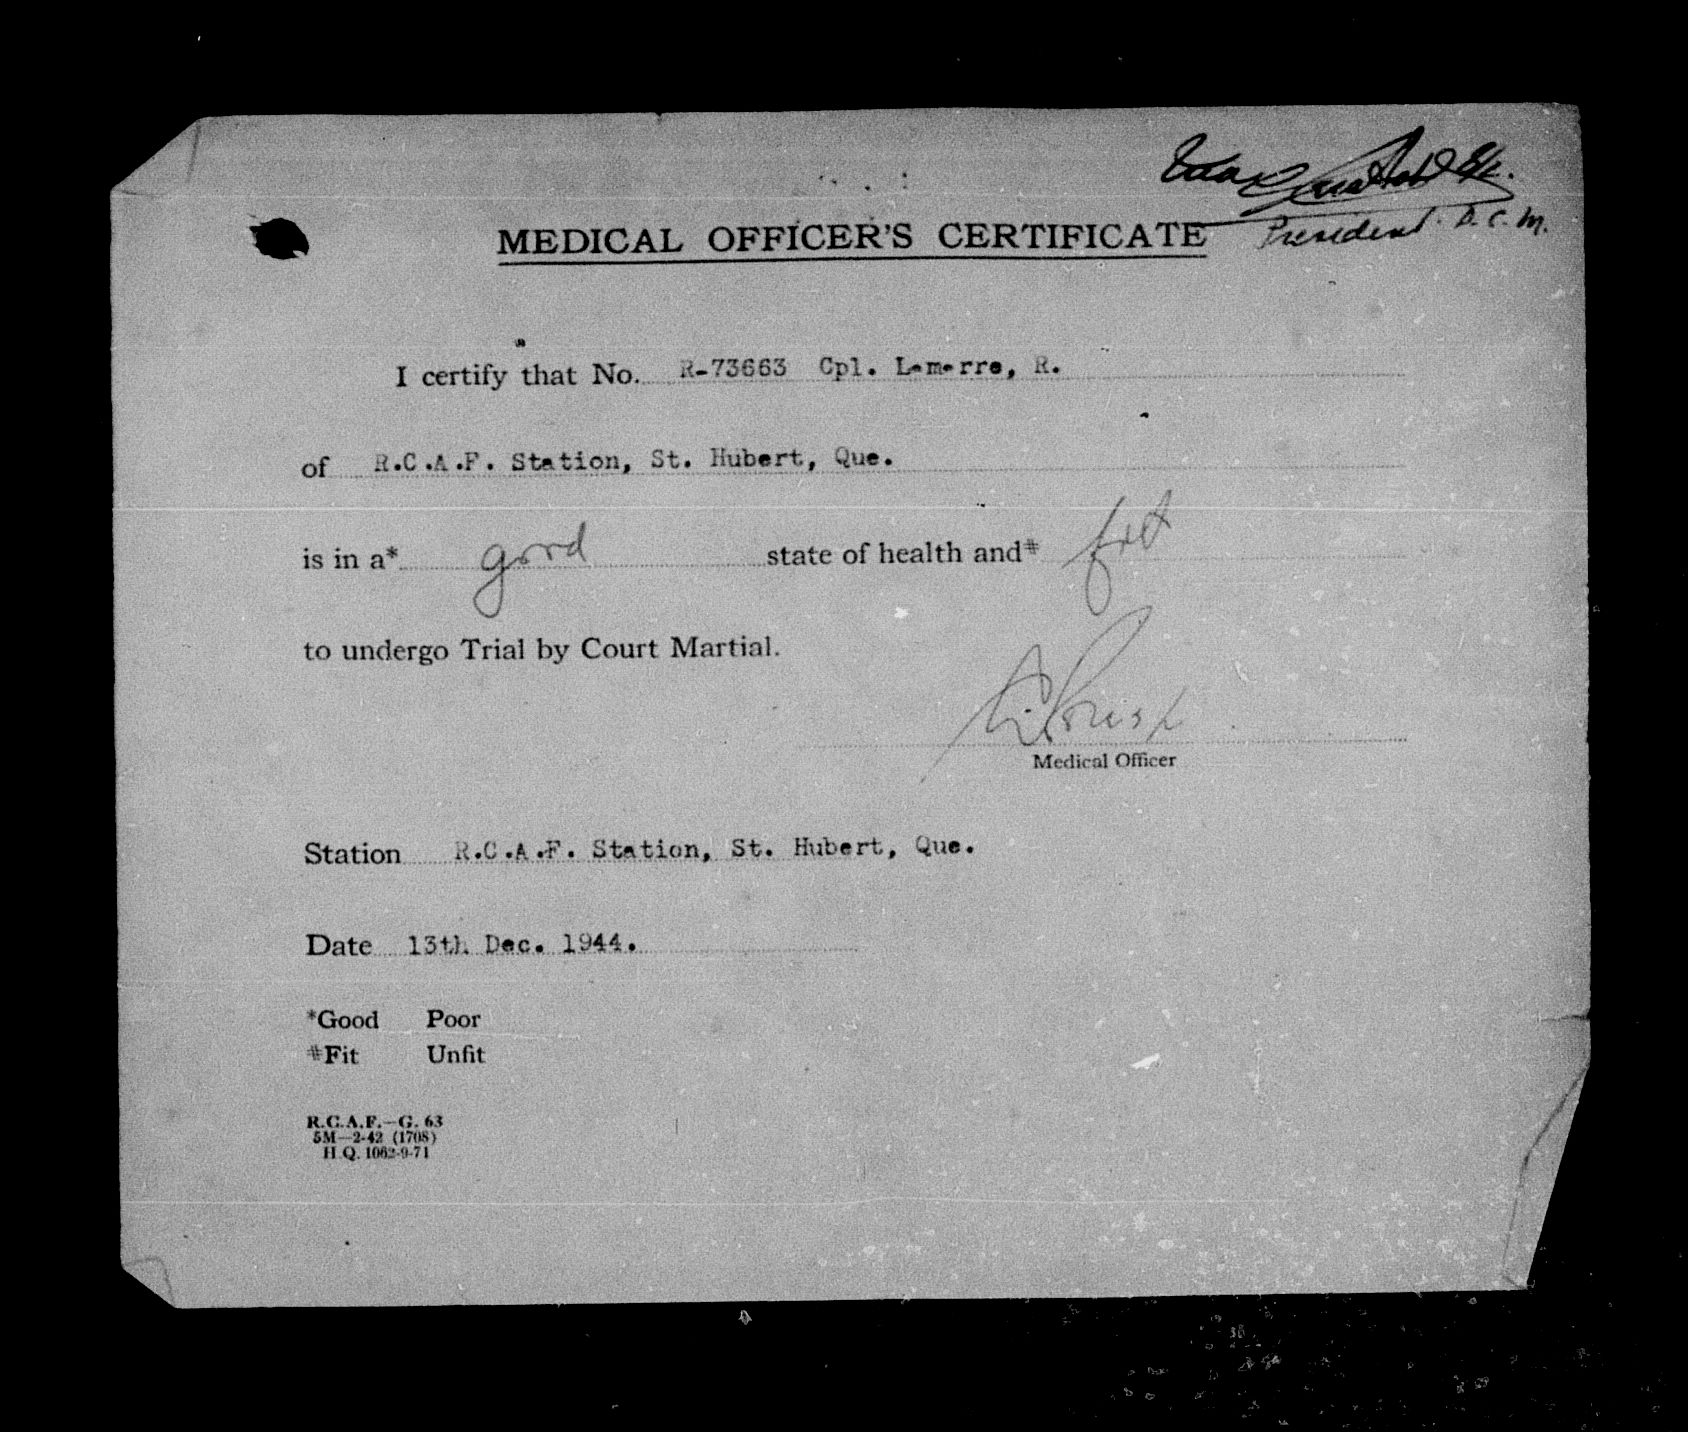 President. D.C.M.
MEDICAL OFFICER'S CERTIFICATE
I certify that No. R-73663 Cpl. Lamarre, R.
of R.C.A.F. Station, St. Hubert, Que.
is in a* good state of health and# fit
to undergo Trial by Court Martial.
Medical Officer
Station R.C.A.F. Station, St. Hubert, Que.
Date 13th Dec. 1944.
*Good Poor
#Fit Unfit
R.C.A.F.—G. 63
5M—2-42 (1708)
H.Q. 1062-9-71